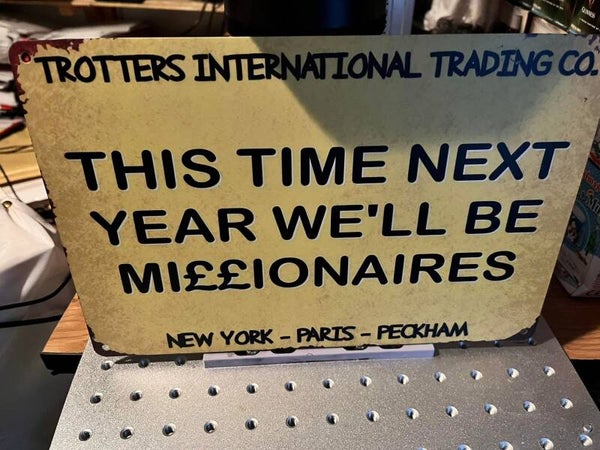 TROTTERS INTERNATIONAL TRADING CO.
THIS TIME NEXT
YEAR WE'LL BE
MI££IONAIRES
NEW YORK - PARIS - PECKHAM